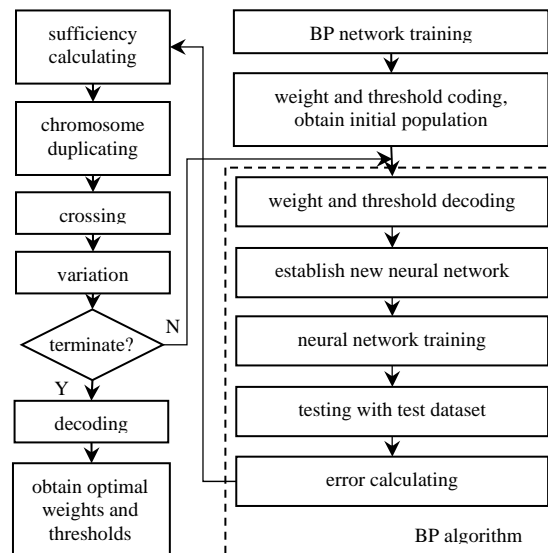 sufficiency
calculating
chromosome
duplicating
crossing
variation
terminate?
N
Y
decoding
obtain optimal
weights and
thresholds
BP network training
weight and threshold coding,
obtain initial population
weight and threshold decoding
establish new neural network
neural network training
testing with test dataset
error calculating
BP algorithm